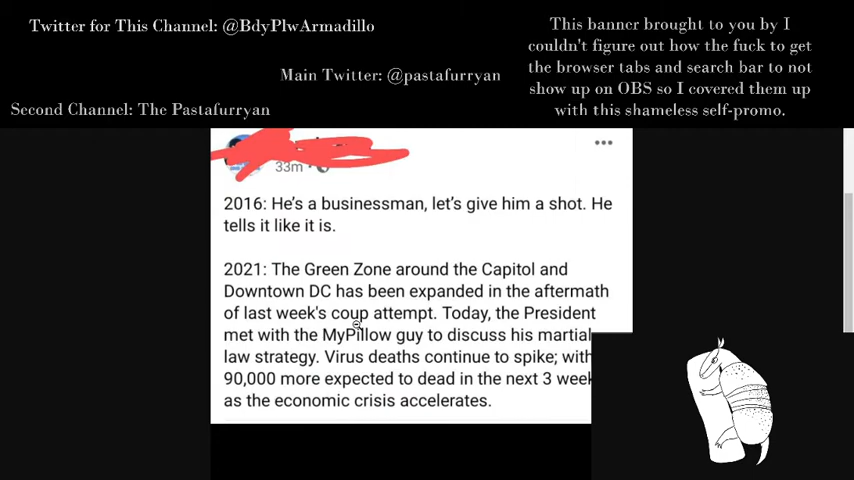 Twitter for This Channel: @BdyPlwArmadillo
Main Twitter: @pastafurryan
Second Channel: The Pastafurryan
This banner brought to you by I
couldn't figure out how the fuck to get
the browser tabs and search bar to not
show up on OBS so I covered them up
with this shameless self-promo.
33m
2016: He's a businessman, let's give him a shot. He
tells it like it is.
2021: The Green Zone around the Capitol and
Downtown DC has been expanded in the aftermath
of last week's coup attempt. Today, the President
met with the MyPillow guy to discuss his martial
law strategy. Virus deaths continue to spike; with
90,000 more expected to dead in the next 3 week
as the economic crisis accelerates.